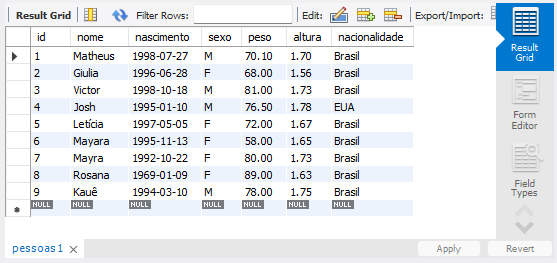 Result Grid Filter Rows: Edit: Export/Import:
id nome nascimento sexo peso altura nacionalidade
1 Matheus 1998-07-27 M 70.10 1.70 Brasil
2 Giulia 1996-06-28 F 68.00 1.56 Brasil
3 Victor 1998-10-18 M 81.00 1.73 Brasil
4 Josh 1995-01-10 M 76.50 1.78 EUA
5 Letícia 1997-05-05 F 72.00 1.67 Brasil
6 Mayara 1995-11-13 F 58.00 1.65 Brasil
7 Mayra 1992-10-22 F 80.00 1.73 Brasil
8 Rosana 1969-01-09 F 89.00 1.63 Brasil
9 Kauê 1994-03-10 M 78.00 1.75 Brasil
NULL NULL NULL NULL NULL NULL NULL
Result
Grid
Form
Editor
Field
Types
pessoas1 Apply Revert